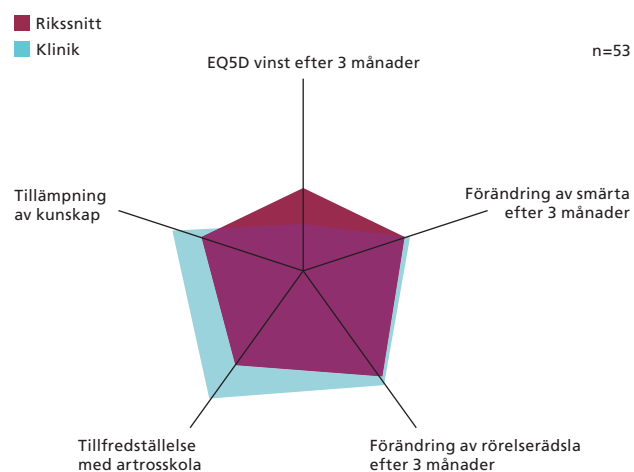 Rikssnitt
Klinik
n=53
EQ5D vinst efter 3 månader
Tillämpning
av kunskap
Förändring av smärta
efter 3 månader
Tillfredställelse
med artrosskola
Förändring av rörelserädsla
efter 3 månader